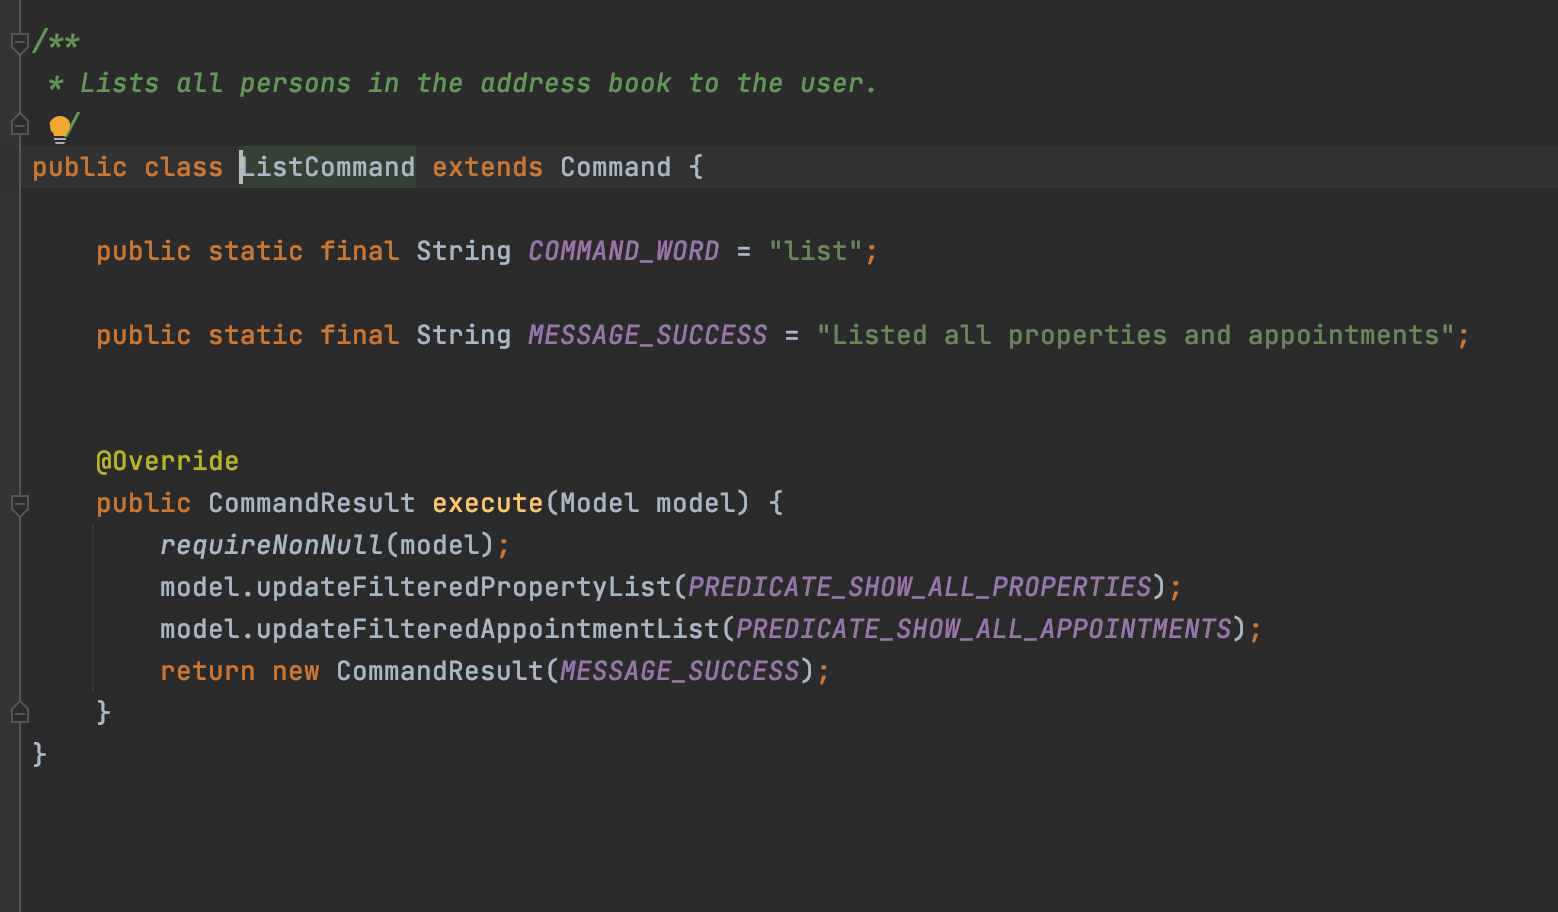 /**
 * Lists all persons in the address book to the user.
 */
public class ListCommand extends Command {
    public static final String COMMAND_WORD = "list";
    public static final String MESSAGE_SUCCESS = "Listed all properties and appointments";
    @Override
    public CommandResult execute(Model model) {
        requireNonNull(model);
        model.updateFilteredPropertyList(PREDICATE_SHOW_ALL_PROPERTIES);
        model.updateFilteredAppointmentList(PREDICATE_SHOW_ALL_APPOINTMENTS);
        return new CommandResult(MESSAGE_SUCCESS);
    }
}